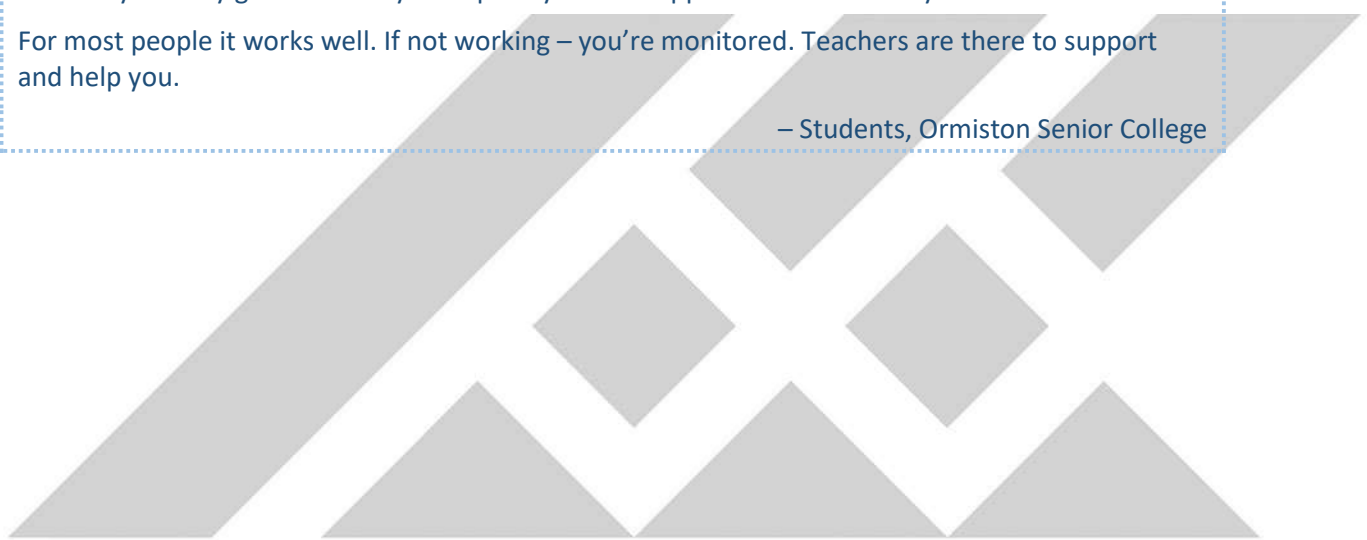 For most people it works well. If not working – you’re monitored. Teachers are there to support
and help you.
– Students, Ormiston Senior College